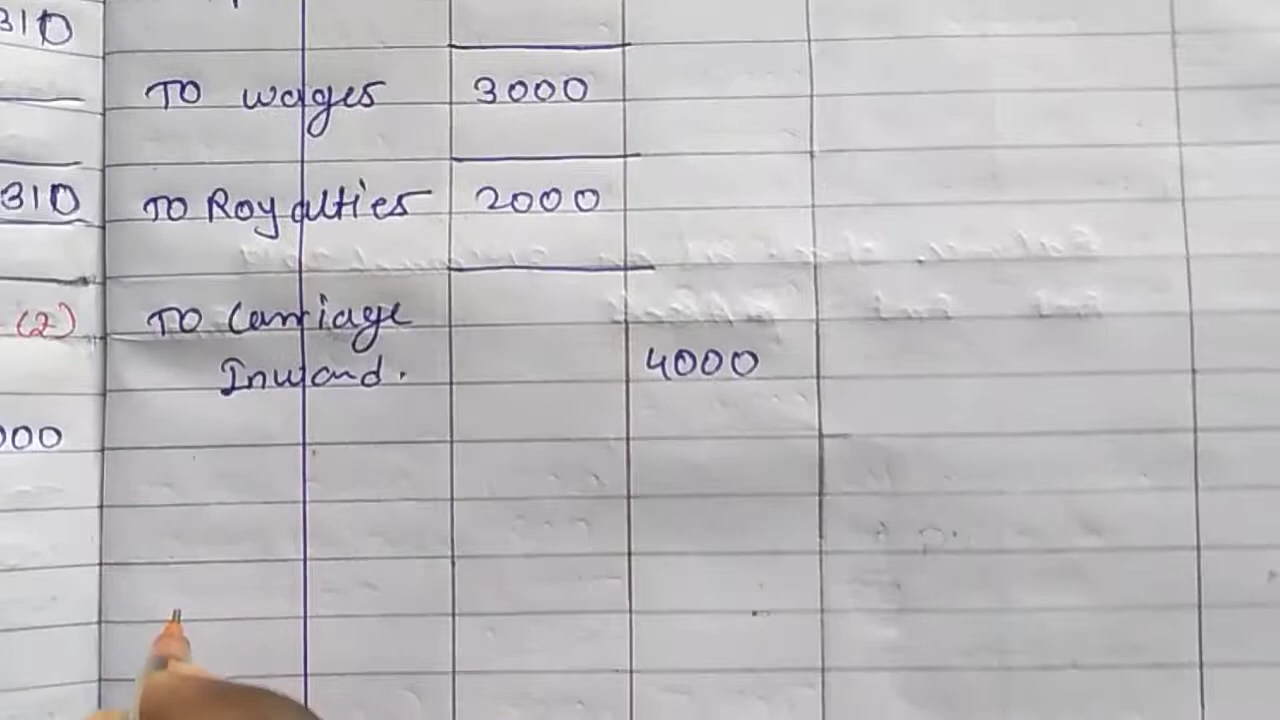 310
TO wages 3000
310 TO Royalties 2000
(2) TO Carriage
Inward. 4000
000